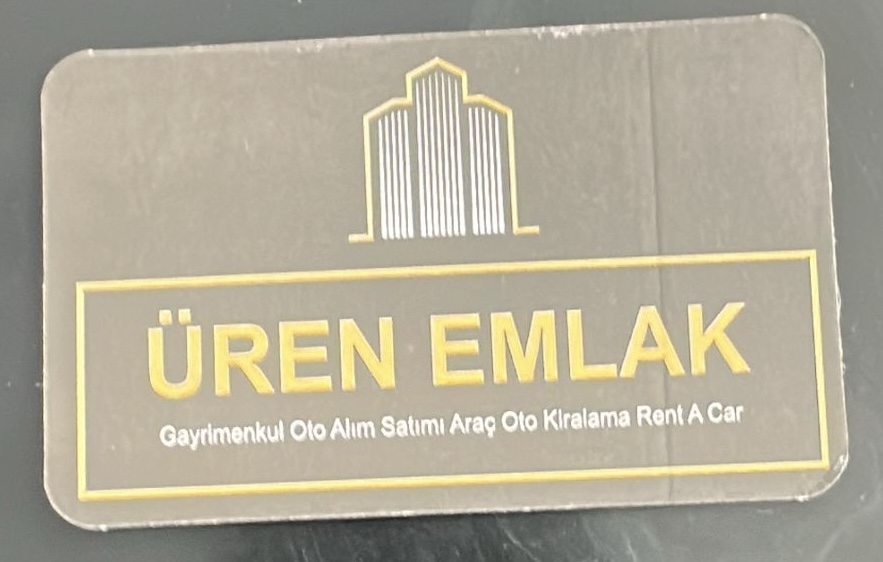 ÜREN EMLAK
Gayrimenkul Oto Alım Satımı Araç Oto Kiralama Rent A Car